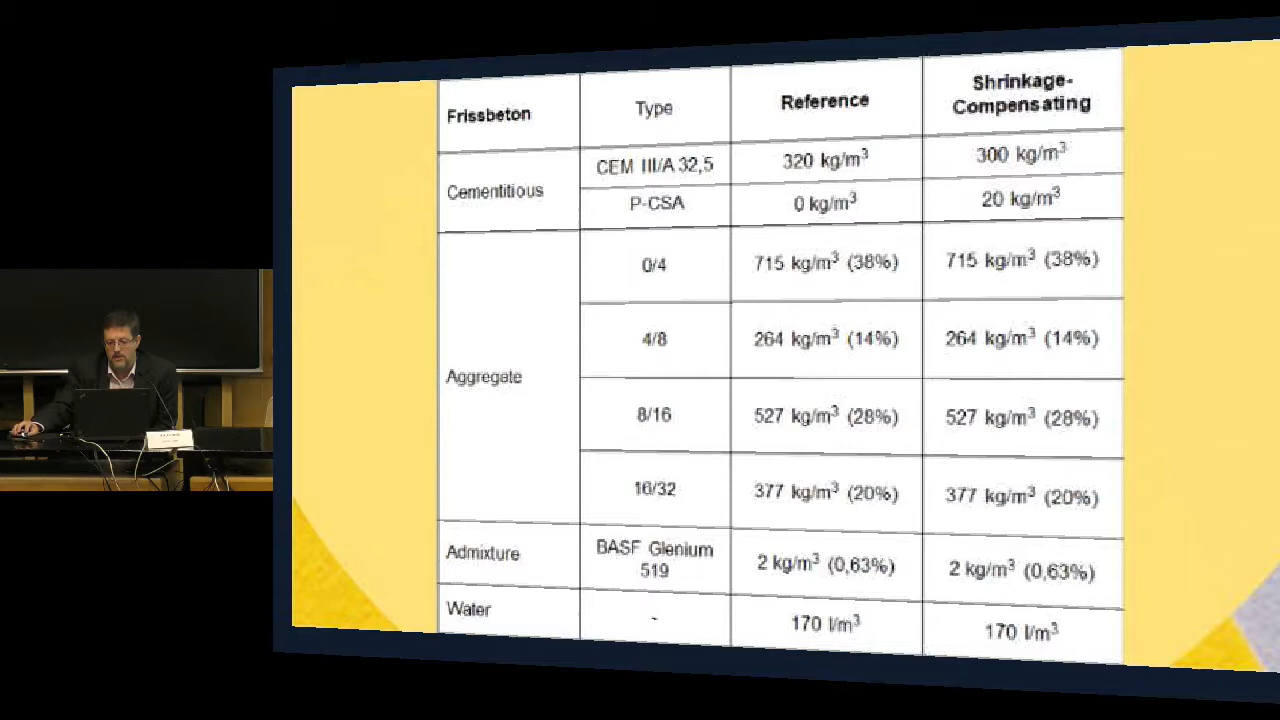 Frissbeton Type Reference Shrinkage-
Compensating
Cementitious CEM III/A 32,5 320 kg/m³ 300 kg/m³
P-CSA 0 kg/m³ 20 kg/m³
Aggregate 0/4 715 kg/m³ (38%) 715 kg/m³ (38%)
4/8 264 kg/m³ (14%) 264 kg/m³ (14%)
8/16 527 kg/m³ (28%) 527 kg/m³ (28%)
16/32 377 kg/m³ (20%) 377 kg/m³ (20%)
Admixture BASF Glenium
519 2 kg/m³ (0,63%) 2 kg/m³ (0,63%)
Water - 170 l/m³ 170 l/m³